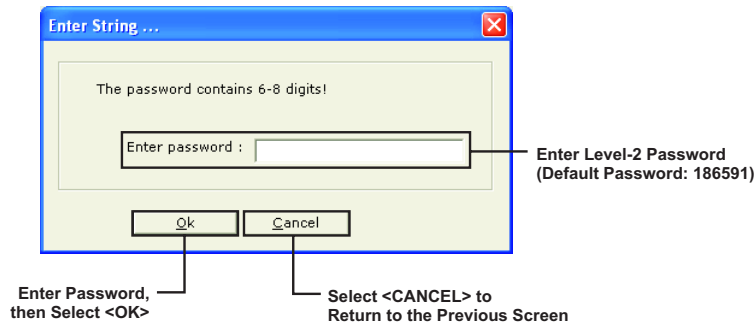 Enter String ...
The password contains 6-8 digits!
Enter password :
Enter Level-2 Password
(Default Password: 186591)
Ok
Cancel
Enter Password,
then Select <OK>
Select <CANCEL> to
Return to the Previous Screen